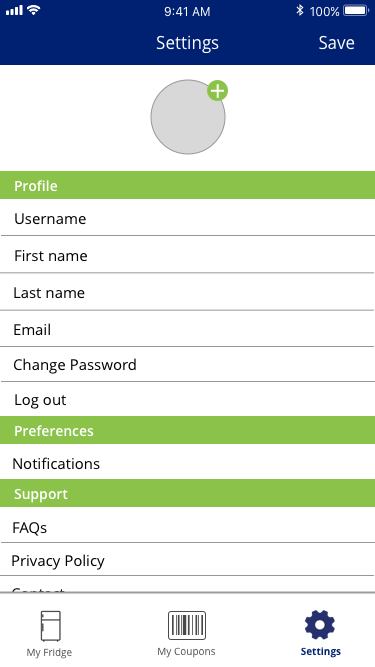 9:41 AM 100%
Settings Save
Profile
Username
First name
Last name
Email
Change Password
Log out
Preferences
Notifications
Support
FAQs
Privacy Policy
Contact
My Fridge My Coupons Settings